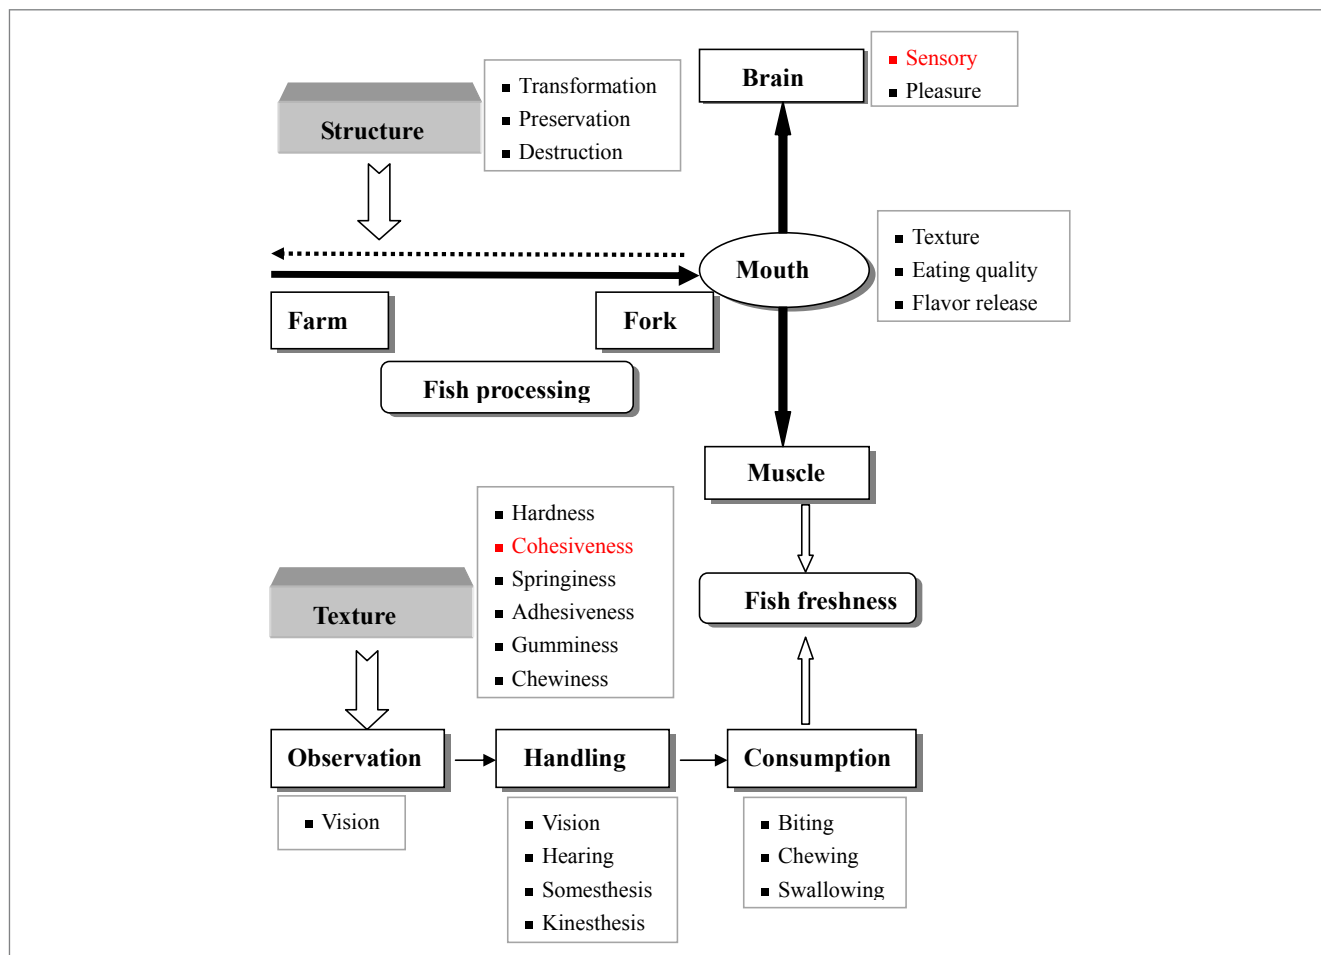 Brain
Sensory
Pleasure
Structure
Transformation
Preservation
Destruction
Mouth
Texture
Eating quality
Flavor release
Farm
Fork
Fish processing
Muscle
Texture
Hardness
Cohesiveness
Springiness
Adhesiveness
Gumminess
Chewiness
Fish freshness
Observation
Handling
Consumption
Vision
Vision
Hearing
Somesthesis
Kinesthesis
Biting
Chewing
Swallowing